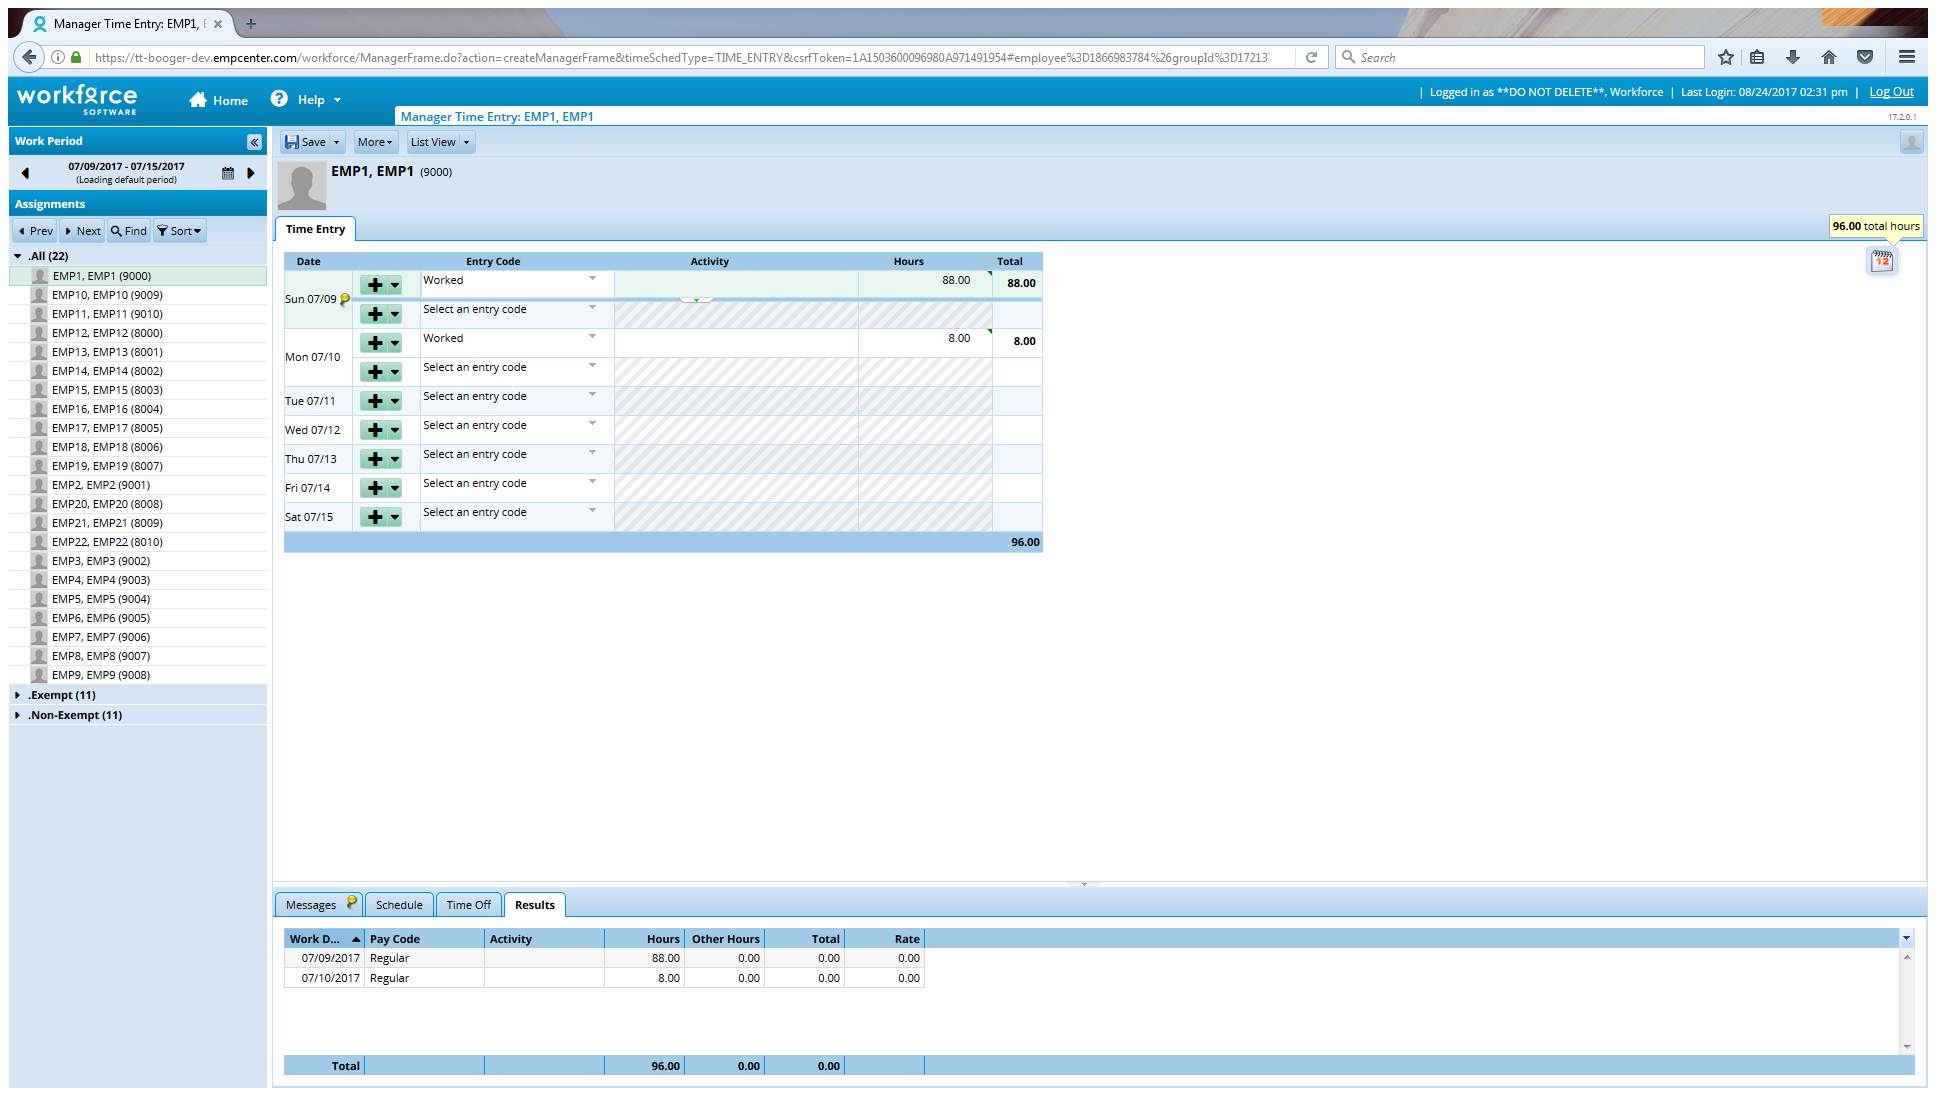 Manager Time Entry: EMP1, E
https://tt-booger-dev.empcenter.com/workforce/ManagerFrame.do?action=createManagerFrame&timeSchedType=TIME_ENTRY&csrfToken=1A1503600096980A971491954#employee%3D1866983784%26groupId%3D1721
Search
workforce
SOFTWARE
Home
Help
| Logged in as **DO NOT DELETE**, Workforce | Last Login: 08/24/2017 02:31 pm | Log Out
Manager Time Entry: EMP1, EMP1
17.2.0.1
Work Period
07/09/2017 - 07/15/2017
(Loading default period)
Assignments
Prev Next Find Sort
.All (22)
EMP1, EMP1 (9000)
EMP10, EMP10 (9009)
EMP11, EMP11 (9010)
EMP12, EMP12 (8000)
EMP13, EMP13 (8001)
EMP14, EMP14 (8002)
EMP15, EMP15 (8003)
EMP16, EMP16 (8004)
EMP17, EMP17 (8005)
EMP18, EMP18 (8006)
EMP19, EMP19 (8007)
EMP2, EMP2 (9001)
EMP20, EMP20 (8008)
EMP21, EMP21 (8009)
EMP22, EMP22 (8010)
EMP3, EMP3 (9002)
EMP4, EMP4 (9003)
EMP5, EMP5 (9004)
EMP6, EMP6 (9005)
EMP7, EMP7 (9006)
EMP8, EMP8 (9007)
EMP9, EMP9 (9008)
.Exempt (11)
.Non-Exempt (11)
Save More List View
EMP1, EMP1 (9000)
Time Entry
96.00 total hours
12
Date Entry Code Activity Hours Total
Sun 07/09 Worked 88.00 88.00
Select an entry code
Mon 07/10 Worked 8.00 8.00
Select an entry code
Tue 07/11 Select an entry code
Wed 07/12 Select an entry code
Thu 07/13 Select an entry code
Fri 07/14 Select an entry code
Sat 07/15 Select an entry code
96.00
Messages Schedule Time Off Results
Work D... Pay Code Activity Hours Other Hours Total Rate
07/09/2017 Regular 88.00 0.00 0.00 0.00
07/10/2017 Regular 8.00 0.00 0.00 0.00
Total 96.00 0.00 0.00